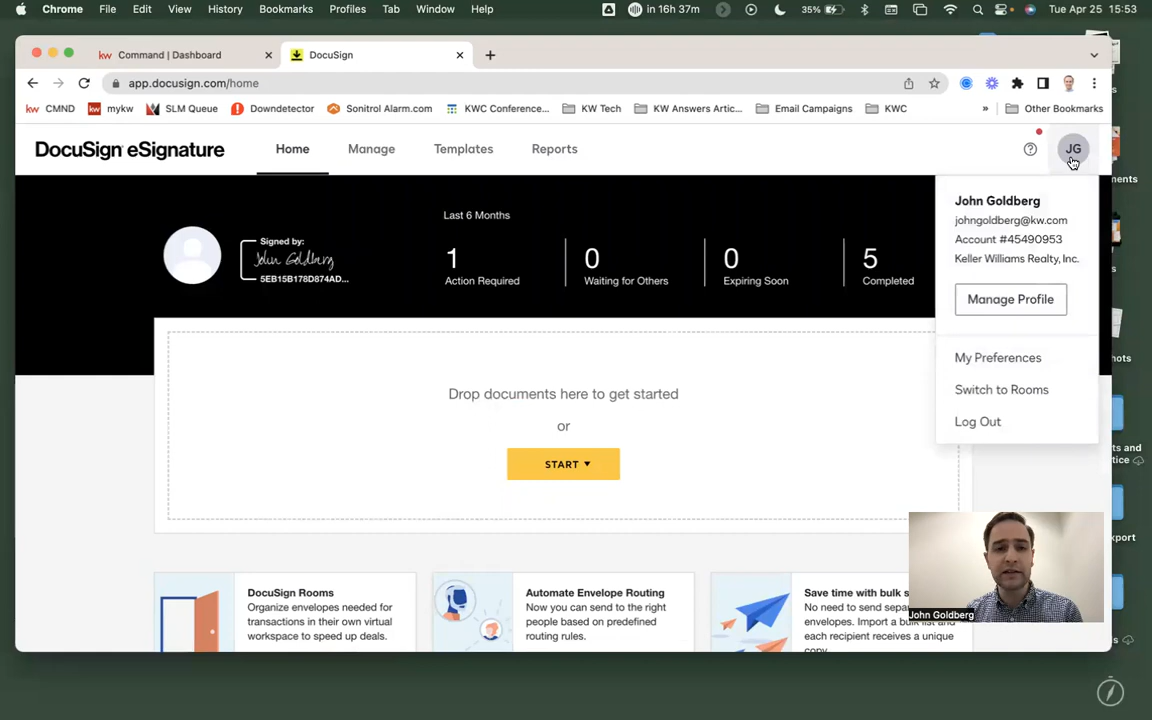 Chrome File Edit View History Bookmarks Profiles Tab Window Help in 16h 37m 35% Tue Apr 25 15:53
kw Command | Dashboard DocuSign
app.docusign.com/home
kw CMND kw mykw SLM Queue Downdetector Sonitrol Alarm.com KWC Conference... KW Tech KW Answers Artic... Email Campaigns KWC » Other Bookmarks
DocuSign eSignature Home Manage Templates Reports JG
John Goldberg
johngoldberg@kw.com
Account #45490953
Keller Williams Realty, Inc.
Manage Profile
My Preferences
Switch to Rooms
Log Out
Last 6 Months
Signed by:
John Goldberg
5EB15B178D874AD...
1 0 0 5
Action Required Waiting for Others Expiring Soon Completed
Drop documents here to get started
or
START
DocuSign Rooms
Organize envelopes needed for
transactions in their own virtual
workspace to speed up deals.
Automate Envelope Routing
Now you can send to the right
people based on predefined
routing rules.
Save time with bulk s
No need to send separ
envelopes. Import a bulk list and
each recipient receives a unique
copy.
John Goldberg